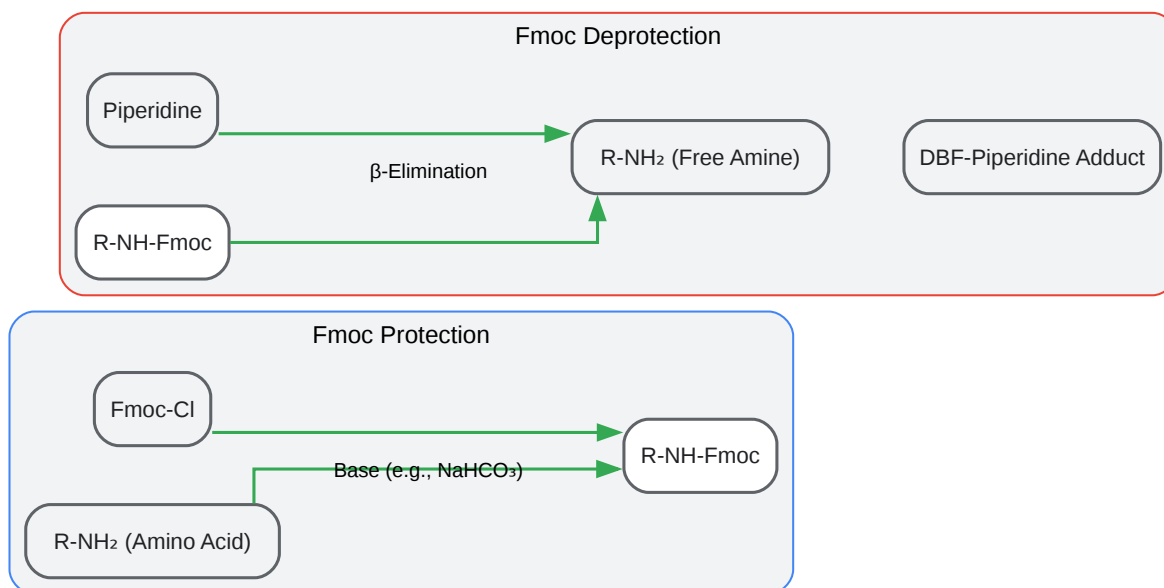 Fmoc Deprotection
Piperidine
R-NH₂ (Free Amine)
DBF-Piperidine Adduct
β-Elimination
R-NH-Fmoc
Fmoc Protection
Fmoc-Cl
R-NH-Fmoc
Base (e.g., NaHCO₃)
R-NH₂ (Amino Acid)